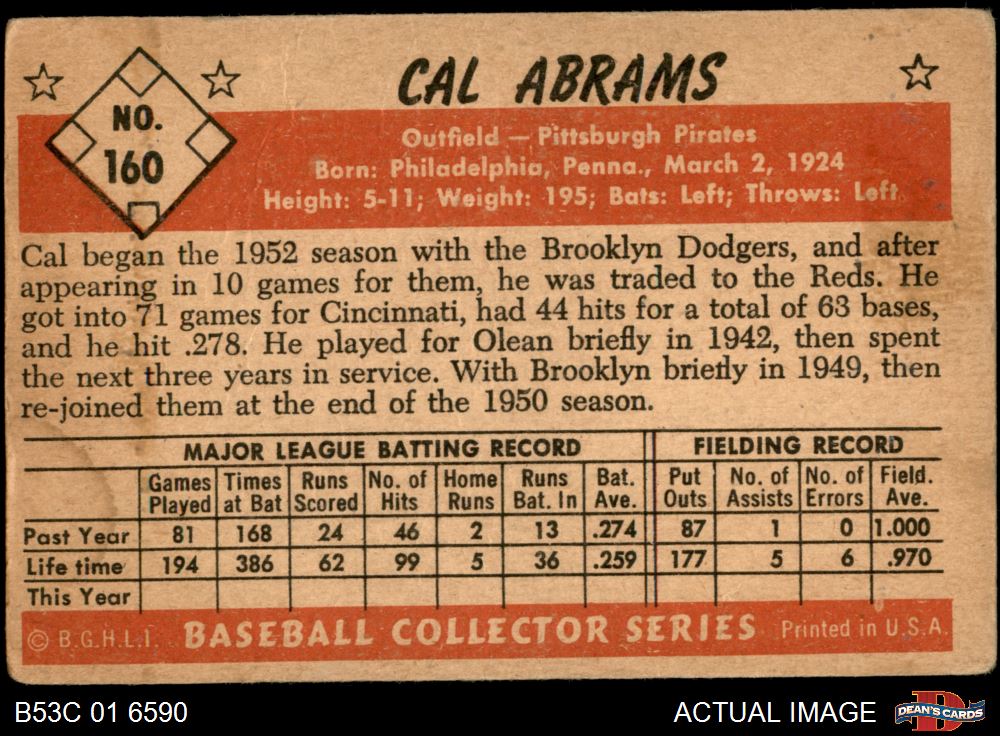 CAL ABRAMS
NO.
160
Outfield — Pittsburgh Pirates
Born: Philadelphia, Penna., March 2, 1924
Height: 5-11; Weight: 195; Bats: Left; Throws: Left
Cal began the 1952 season with the Brooklyn Dodgers, and after
appearing in 10 games for them, he was traded to the Reds. He
got into 71 games for Cincinnati, had 44 hits for a total of 63 bases,
and he hit .278. He played for Olean briefly in 1942, then spent
the next three years in service. With Brooklyn briefly in 1949, then
re-joined them at the end of the 1950 season.
MAJOR LEAGUE BATTING RECORD FIELDING RECORD
Games Played Times at Bat Runs Scored No. of Hits Home Runs Runs Bat. In Bat. Ave. Put Outs No. of Assists No. of Errors Field. Ave.
Past Year 81 168 24 46 2 13 .274 87 1 0 1.000
Life time 194 386 62 99 5 36 .259 177 5 6 .970
This Year
© B.G.H.L.I. BASEBALL COLLECTOR SERIES Printed in U.S.A.
B53C 01 6590 ACTUAL IMAGE DEAN'S CARDS